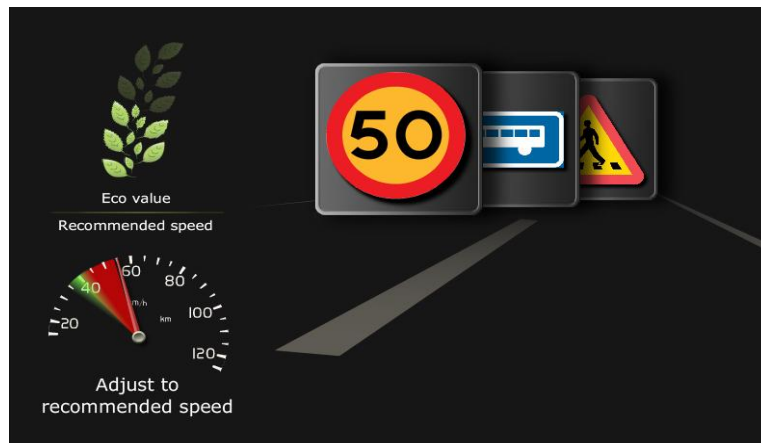 50
Eco value
Recommended speed
20
40
60
80
100
120
m/h
km
Adjust to
recommended speed